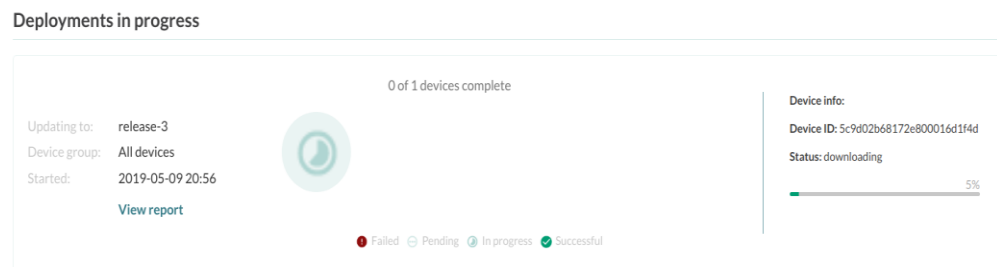 Deployments in progress
0 of 1 devices complete
Updating to: release-3
Device group: All devices
Started: 2019-05-09 20:56
View report
Failed Pending In progress Successful
Device info:
Device ID: 5c9d02b68172e800016d1f4d
Status: downloading
5%